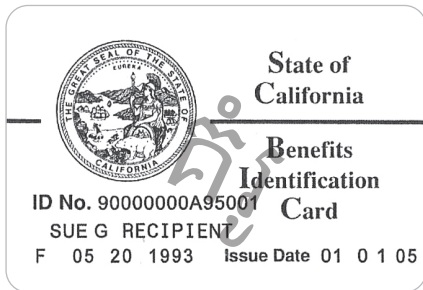 THE GREAT SEAL OF THE STATE OF CALIFORNIA
EUREKA
State of
California
Benefits
Identification
Card
ID No. 90000000A95001
SUE G RECIPIENT
F 05 20 1993 Issue Date 01 0 1 05